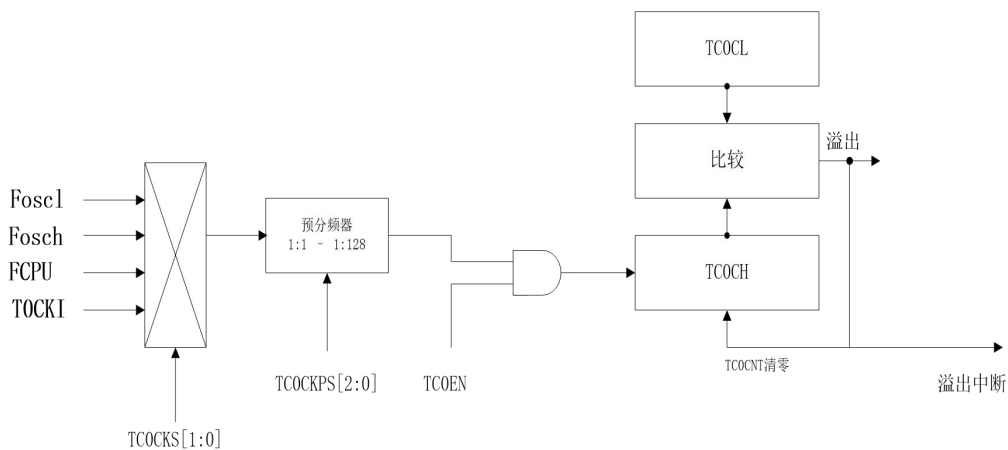 TC0CL
比较
溢出
Foscl
Fosch
FCPU
T0CKI
预分频器
1:1 - 1:128
TC0CH
TC0CNT清零
溢出中断
TC0CKPS[2:0]
TC0EN
TC0CKS[1:0]